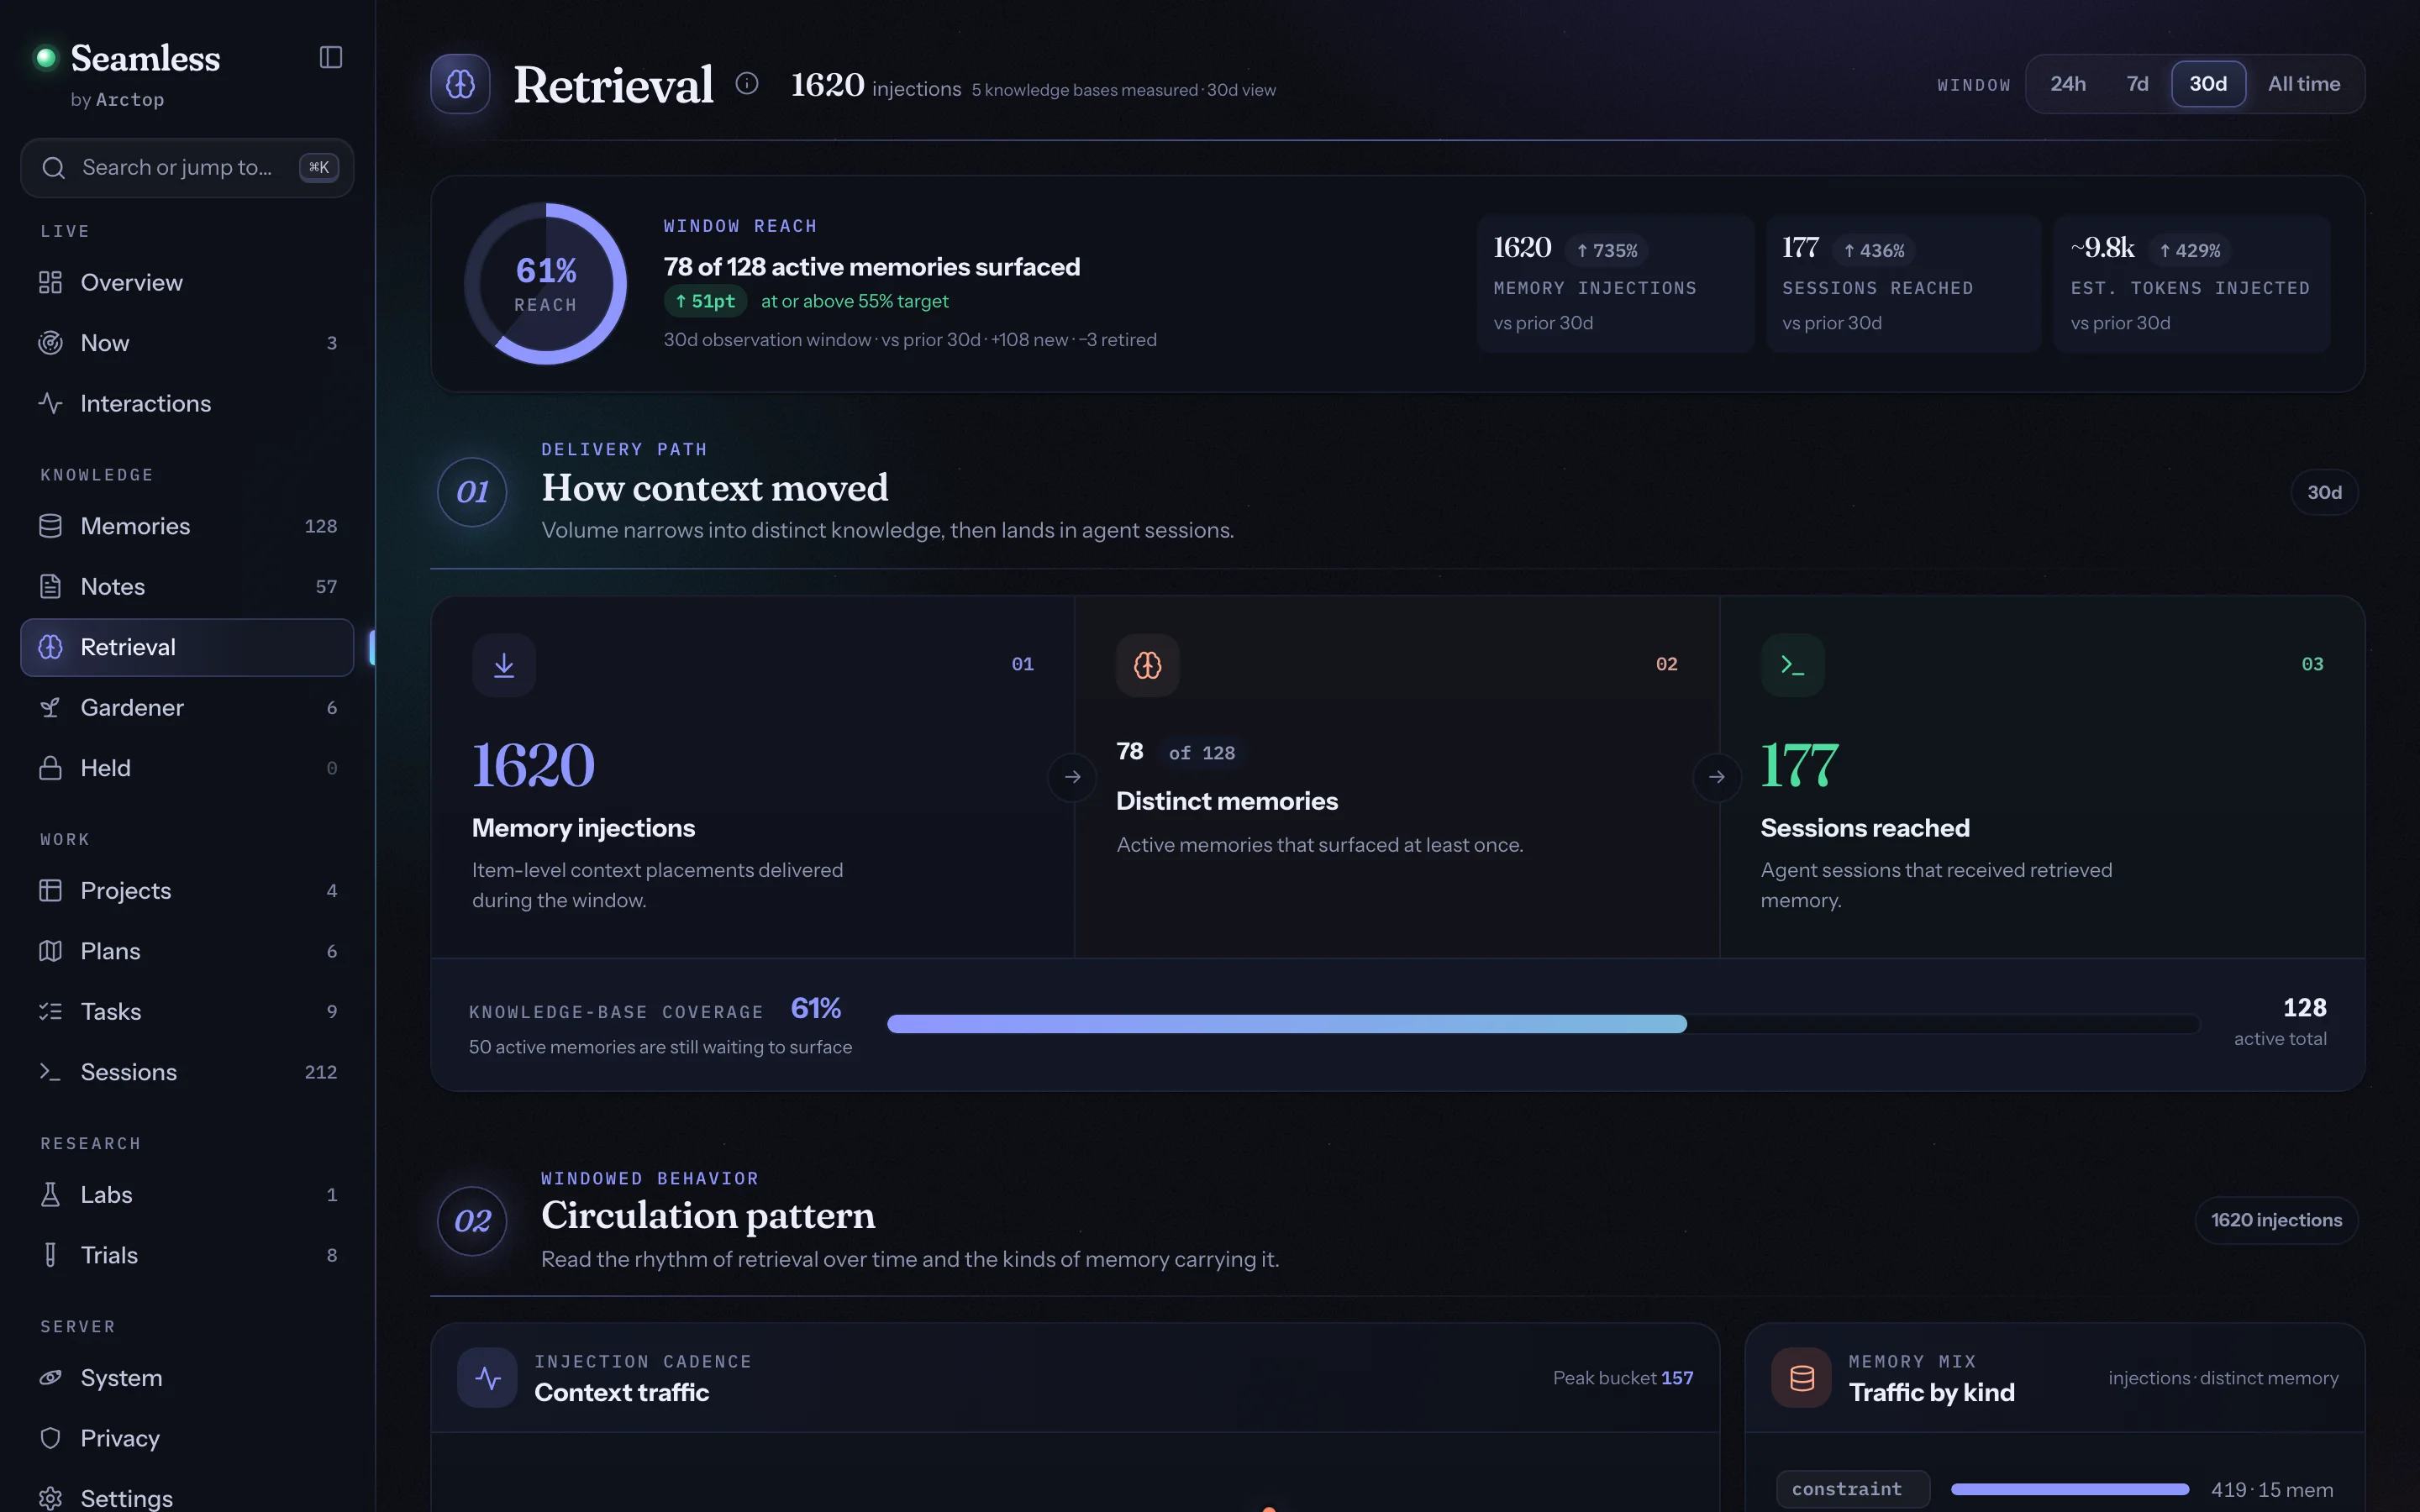 Seamless
by Arctop
Search or jump to...
⌘K
LIVE
Overview
Now 3
Interactions
KNOWLEDGE
Memories 128
Notes 57
Retrieval
Gardener 6
Held 0
WORK
Projects 4
Plans 6
Tasks 9
Sessions 212
RESEARCH
Labs 1
Trials 8
SERVER
System
Privacy
Settings
Retrieval 1620 injections 5 knowledge bases measured · 30d view
WINDOW 24h 7d 30d All time
61%
REACH
WINDOW REACH
78 of 128 active memories surfaced
↑ 51pt at or above 55% target
30d observation window · vs prior 30d · +108 new · −3 retired
1620 ↑ 735%
MEMORY INJECTIONS
vs prior 30d
177 ↑ 436%
SESSIONS REACHED
vs prior 30d
~9.8k ↑ 429%
EST. TOKENS INJECTED
vs prior 30d
01
DELIVERY PATH
How context moved
Volume narrows into distinct knowledge, then lands in agent sessions.
30d
01
1620
Memory injections
Item-level context placements delivered
during the window.
→
02
78 of 128
Distinct memories
Active memories that surfaced at least once.
→
03
177
Sessions reached
Agent sessions that received retrieved
memory.
KNOWLEDGE-BASE COVERAGE 61%
50 active memories are still waiting to surface
128
active total
02
WINDOWED BEHAVIOR
Circulation pattern
Read the rhythm of retrieval over time and the kinds of memory carrying it.
1620 injections
INJECTION CADENCE
Context traffic
Peak bucket 157
MEMORY MIX
Traffic by kind
injections · distinct memory
constraint 419 · 15 mem